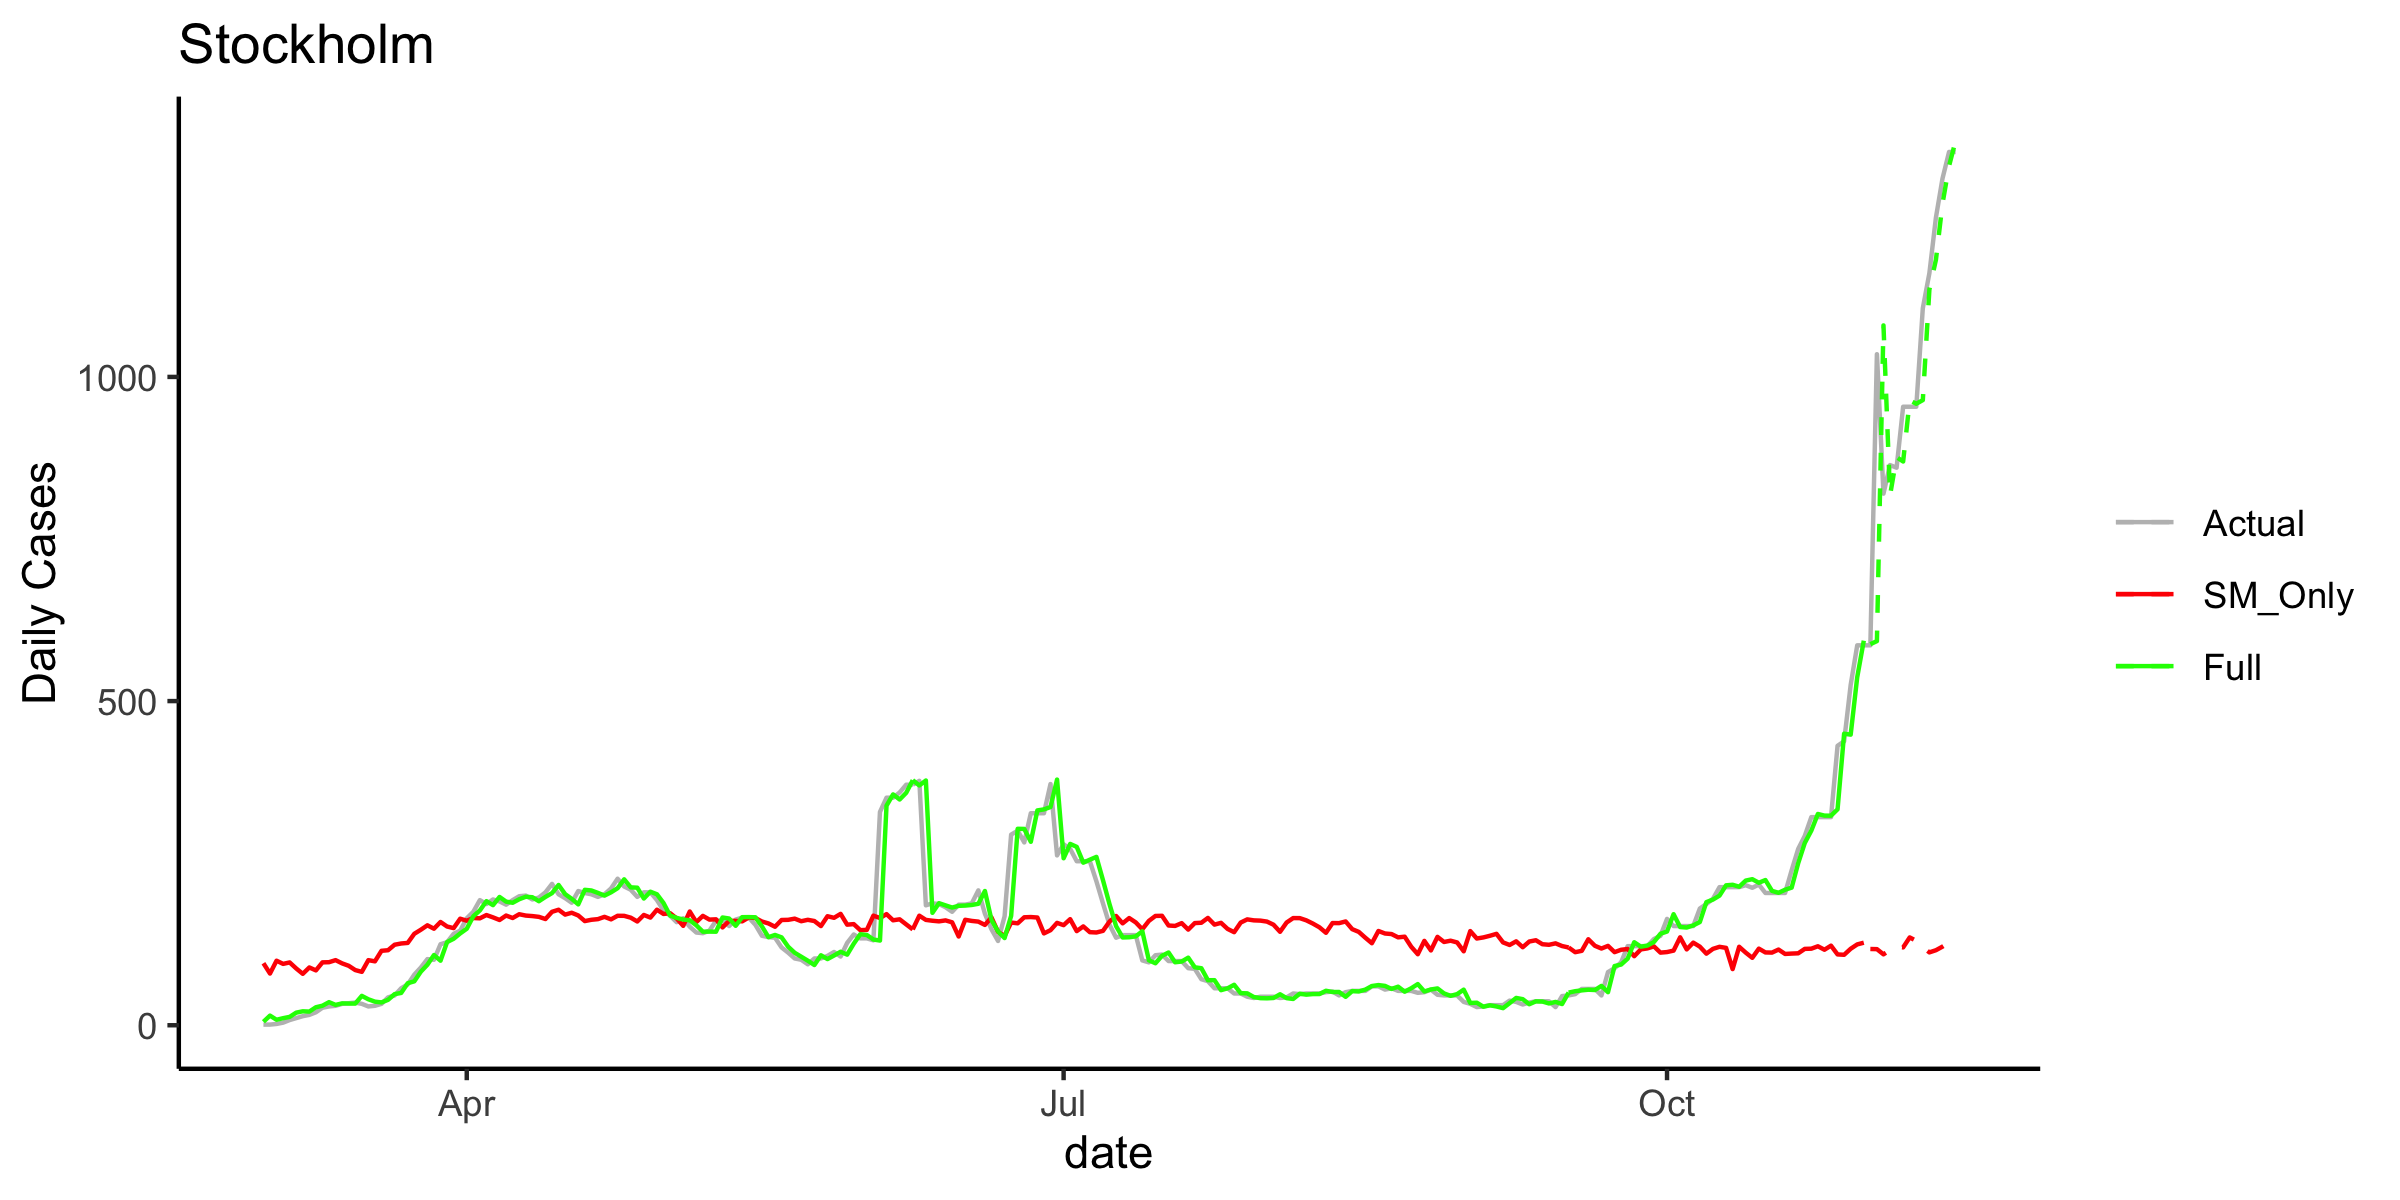 Stockholm
Daily Cases
1000
500
0
Apr
Jul
Oct
date
Actual
SM_Only
Full